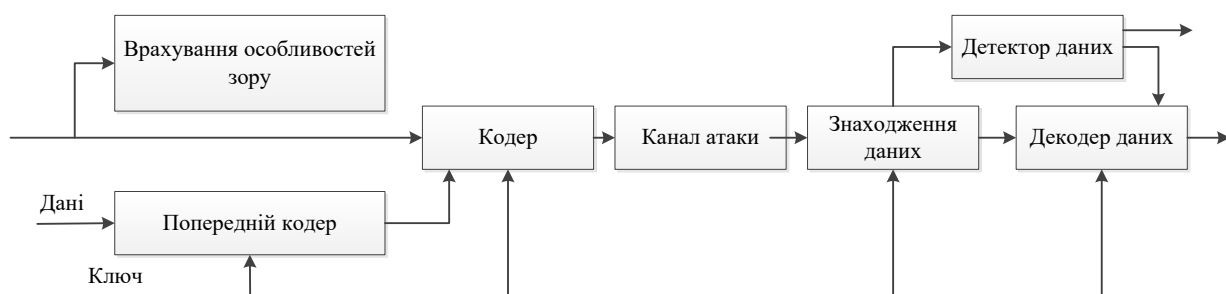 Врахування особливостей
зору
Детектор даних
Кодер
Канал атаки
Знаходження
даних
Декодер даних
Дані
Попередній кодер
Ключ